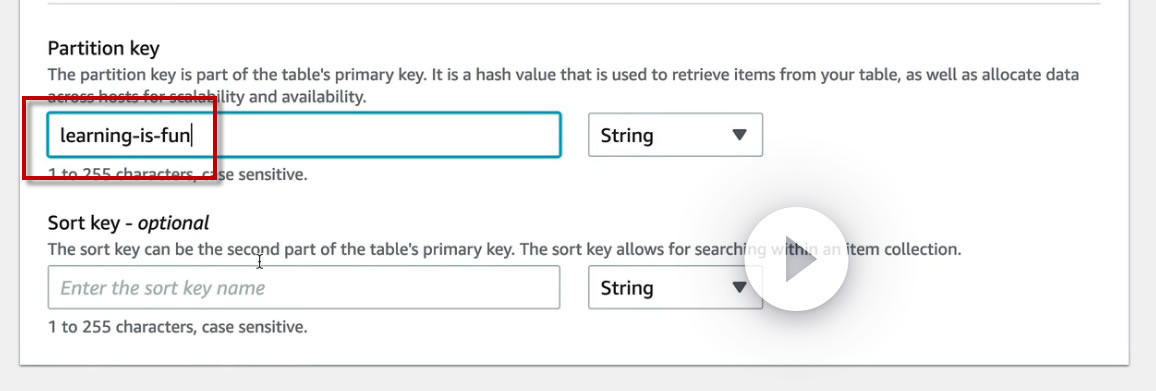 Partition key
The partition key is part of the table's primary key. It is a hash value that is used to retrieve items from your table, as well as allocate data
across hosts for scalability and availability.
learning-is-fun String
1 to 255 characters, case sensitive.
Sort key - optional
The sort key can be the second part of the table's primary key. The sort key allows for searching within an item collection.
Enter the sort key name String
1 to 255 characters, case sensitive.